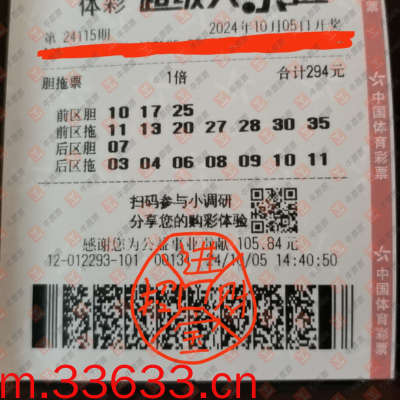 体彩 超级大乐透
第 24115期 2024年10月05日开奖
胆拖票 1倍 合计294元
前区胆 10 17 25
前区拖 11 13 20 27 28 30 35
后区胆 07
后区拖 03 04 06 08 09 10 11
扫码参与小调研
分享您的购彩体验
感谢您为公益事业贡献 105.84元
12-012293-101 00134 24/10/05 14:40:50
中国体育彩票
中国体育彩票
m.33633.cn